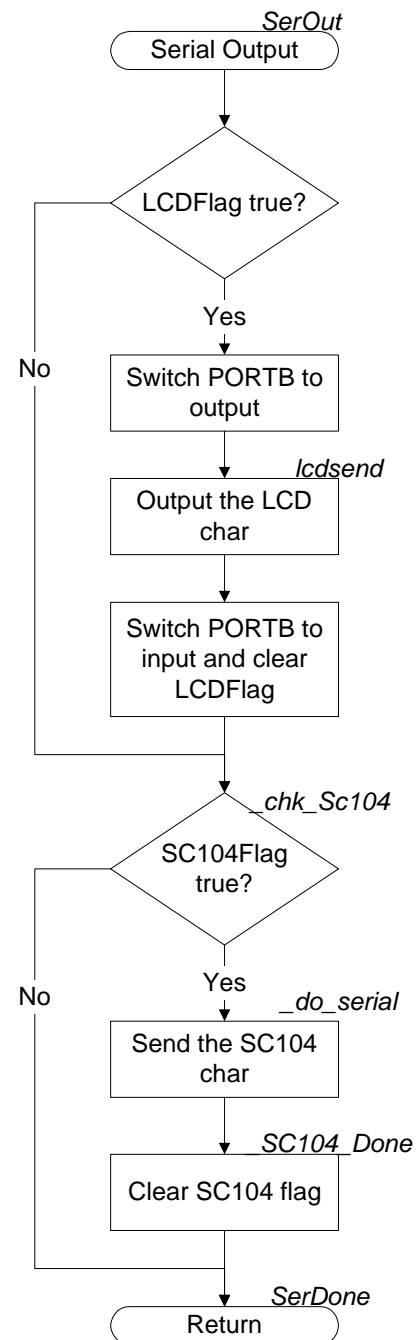 SerOut
Serial Output
LCDFlag true?
Yes
No
Switch PORTB to
output
lcdsend
Output the LCD
char
Switch PORTB to
input and clear
LCDFlag
_chk_Sc104
SC104Flag
true?
Yes
No
_do_serial
Send the SC104
char
_SC104_Done
Clear SC104 flag
SerDone
Return